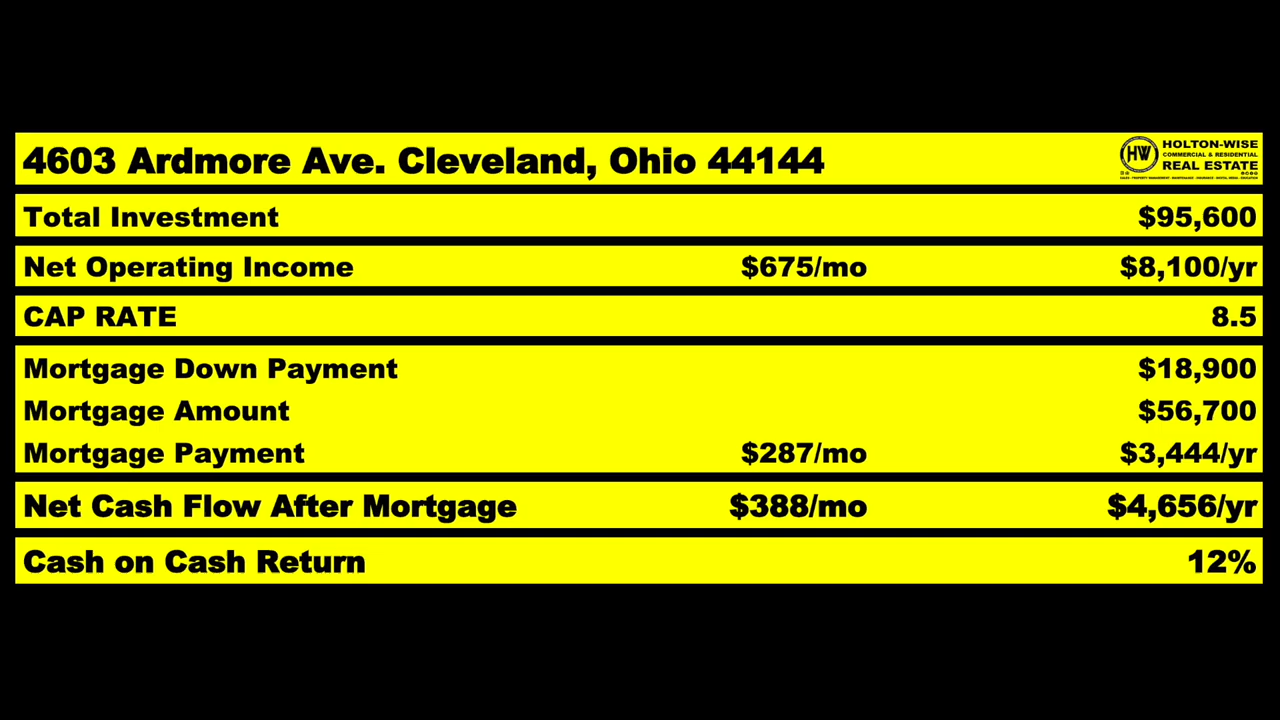 4603 Ardmore Ave. Cleveland, Ohio 44144
HW
HOLTON-WISE
COMMERCIAL & RESIDENTIAL
REAL ESTATE
Total Investment $95,600
Net Operating Income $675/mo $8,100/yr
CAP RATE 8.5
Mortgage Down Payment $18,900
Mortgage Amount $56,700
Mortgage Payment $287/mo $3,444/yr
Net Cash Flow After Mortgage $388/mo $4,656/yr
Cash on Cash Return 12%